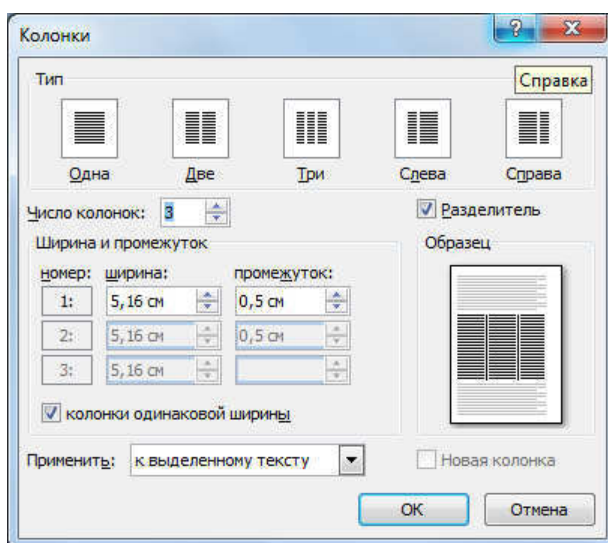 Колонки
?
Тип
Справка
Одна Две Три Слева Справа
Число колонок: 3
Разделитель
Ширина и промежуток
Образец
номер: ширина: промежуток:
1: 5,16 см 0,5 см
2: 5,16 см 0,5 см
3: 5,16 см
колонки одинаковой ширины
Применить: к выделенному тексту
Новая колонка
ОК Отмена